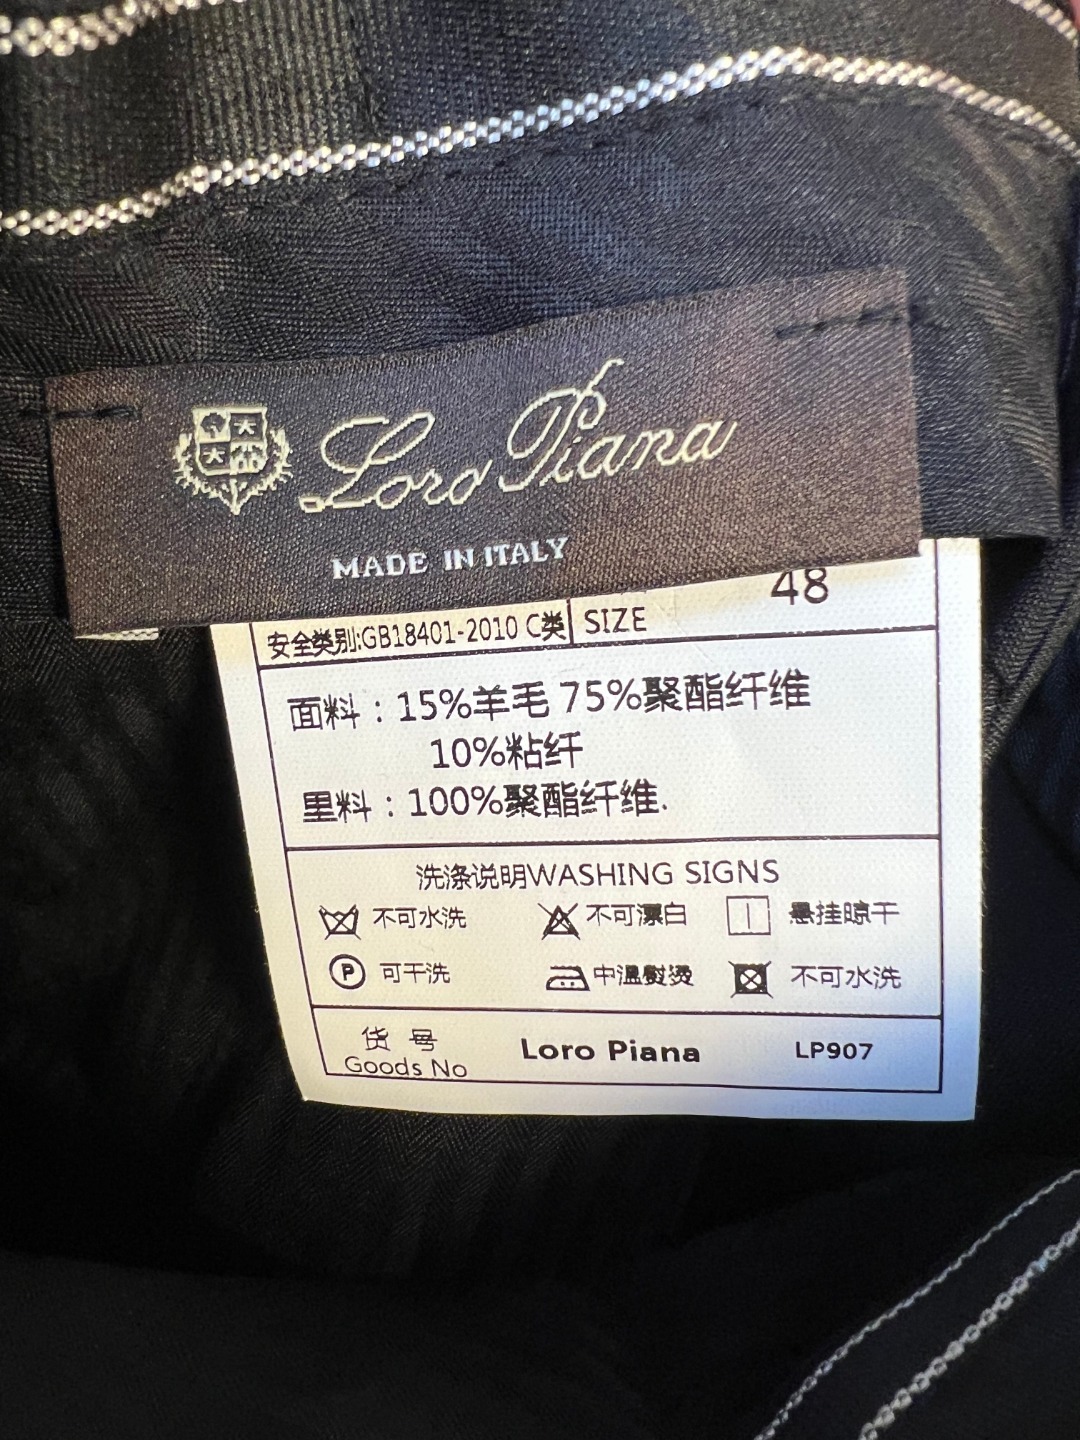 Loro Piana
MADE IN ITALY
48
安全类别:GB18401-2010 C类 SIZE
面料：15%羊毛 75%聚酯纤维
10%粘纤
里料：100%聚酯纤维.
洗涤说明WASHING SIGNS
不可水洗 不可漂白 悬挂晾干
P 可干洗 中温熨烫 不可水洗
货号 Loro Piana LP907
Goods No